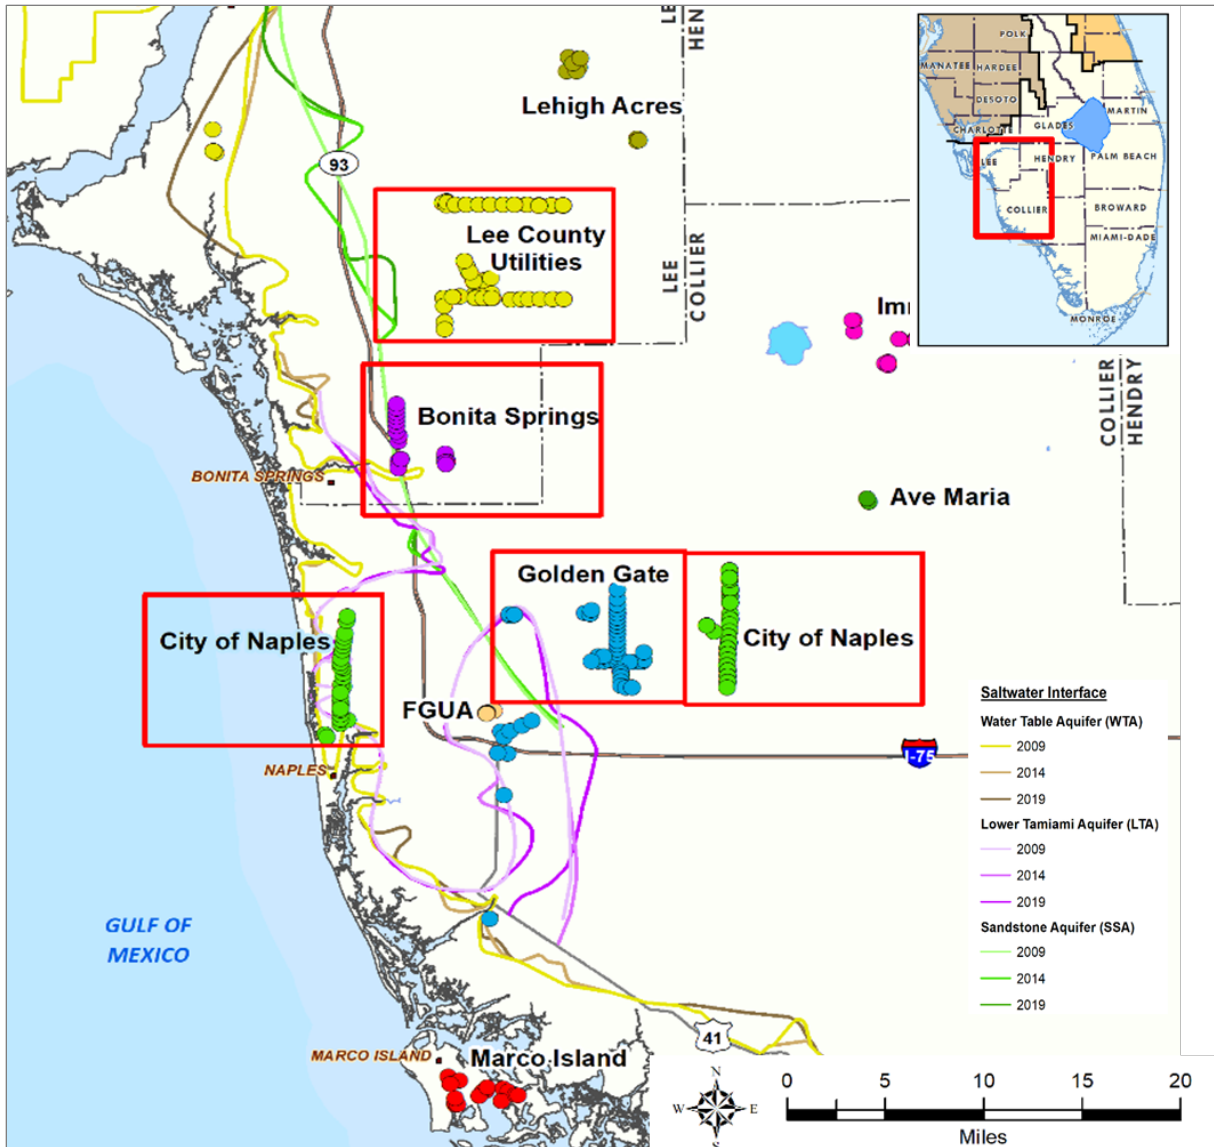 LEE
HEN
93
Lehigh Acres
Lee County
Utilities
LEE
COLLIER
Imm
Bonita Springs
BONITA SPRINGS
COLLIER
HENDRY
Ave Maria
Golden Gate
City of Naples
City of Naples
FGUA
NAPLES
I-75
GULF OF
MEXICO
41
MARCO ISLAND
Marco Island
POLK
MANATEE
HARDEE
DESOTO
MARTIN
CHARLOTT
GLADES
LEE
HENDRY
PALM BEACH
COLLIER
BROWARD
MIAMI-DADE
MONROE
Saltwater Interface
Water Table Aquifer (WTA)
2009
2014
2019
Lower Tamiami Aquifer (LTA)
2009
2014
2019
Sandstone Aquifer (SSA)
2009
2014
2019
N
W
E
S
0 5 10 15 20
Miles